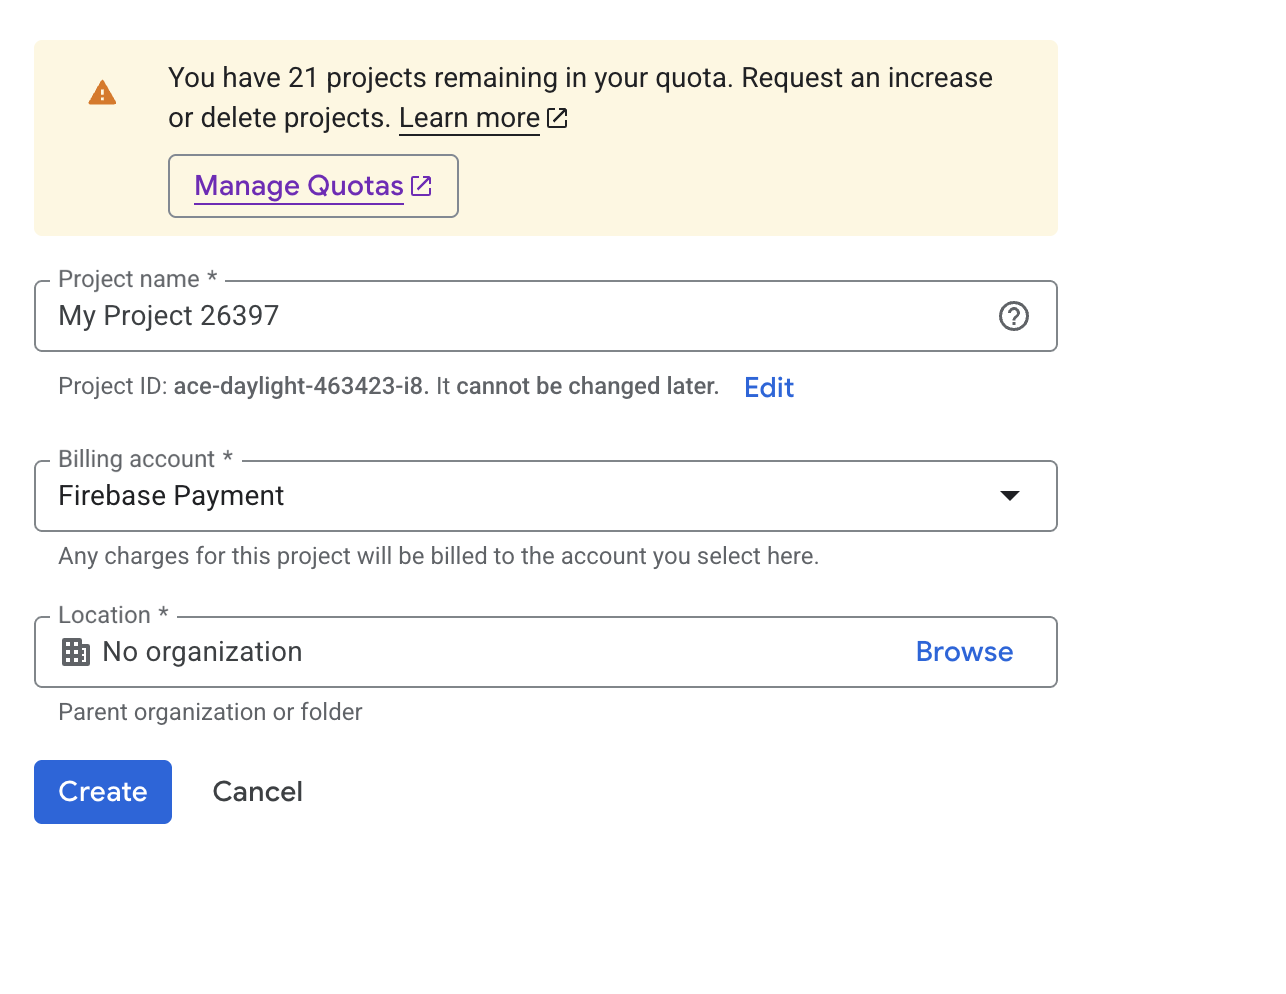 You have 21 projects remaining in your quota. Request an increase
or delete projects. Learn more
Manage Quotas
Project name *
My Project 26397
Project ID: ace-daylight-463423-i8. It cannot be changed later. Edit
Billing account *
Firebase Payment
Any charges for this project will be billed to the account you select here.
Location *
No organization Browse
Parent organization or folder
Create Cancel